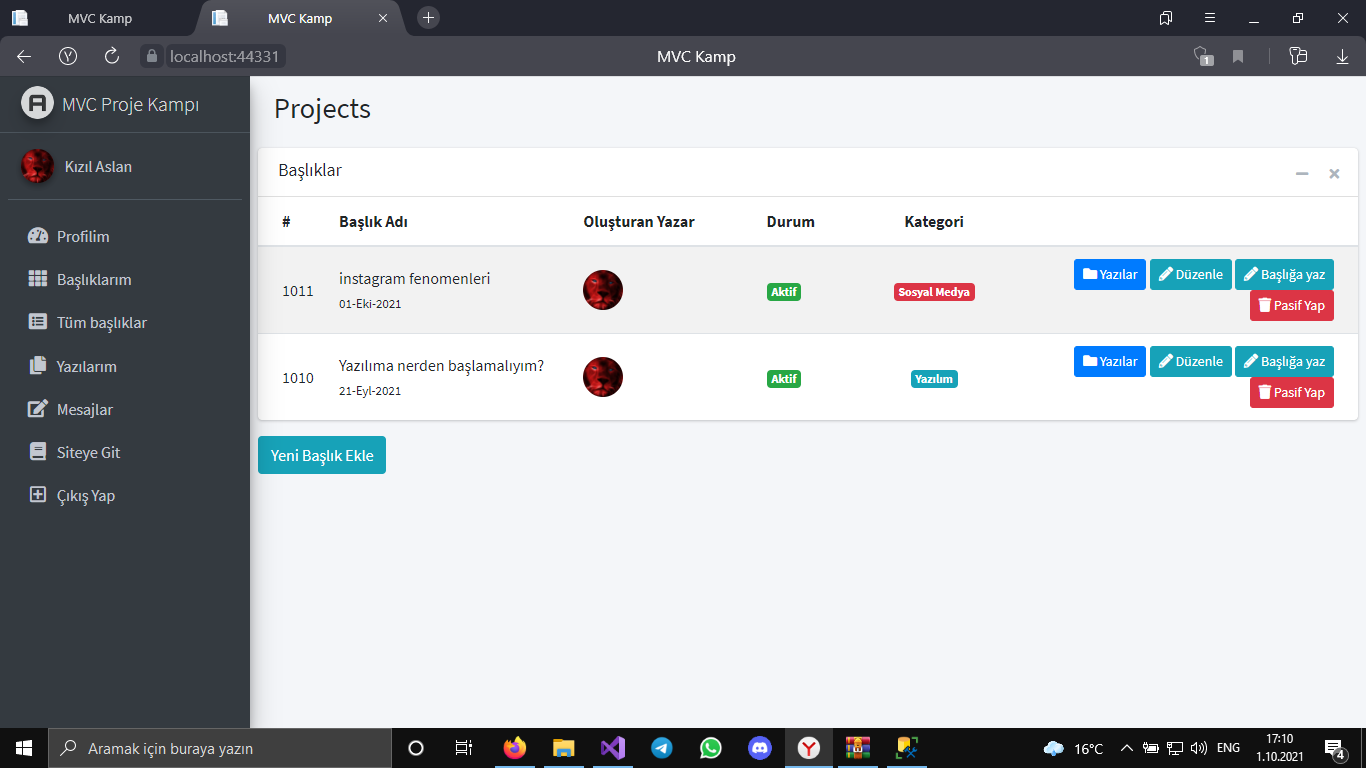 MVC Kamp
MVC Kamp
localhost:44331
MVC Kamp
1
MVC Proje Kampı
Kızıl Aslan
Profilim
Başlıklarım
Tüm başlıklar
Yazılarım
Mesajlar
Siteye Git
Çıkış Yap
Projects
Başlıklar
# Başlık Adı Oluşturan Yazar Durum Kategori
1011 instagram fenomenleri Aktif Sosyal Medya Yazılar Düzenle Başlığa yaz
01-Eki-2021 Pasif Yap
1010 Yazılıma nerden başlamalıyım? Aktif Yazılım Yazılar Düzenle Başlığa yaz
21-Eyl-2021 Pasif Yap
Yeni Başlık Ekle
Aramak için buraya yazın
16°C
ENG
17:10
1.10.2021
4